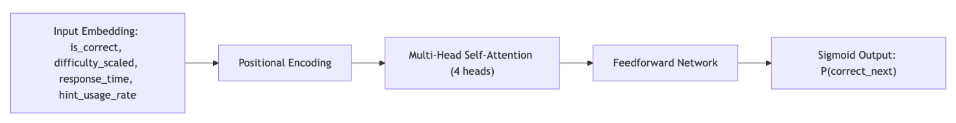 Input Embedding:
is_correct,
difficulty_scaled,
response_time,
hint_usage_rate
Positional Encoding
Multi-Head Self-Attention
(4 heads)
Feedforward Network
Sigmoid Output:
P(correct_next)